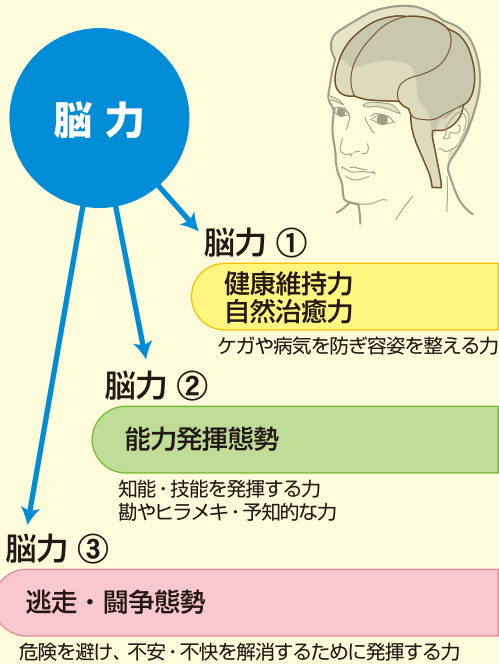 脳力
脳力 ①
健康維持力
自然治癒力
ケガや病気を防ぎ容姿を整える力
脳力 ②
能力発揮態勢
知能・技能を発揮する力
勘やヒラメキ・予知的な力
脳力 ③
逃走・闘争態勢
危険を避け、不安・不快を解消するために発揮する力